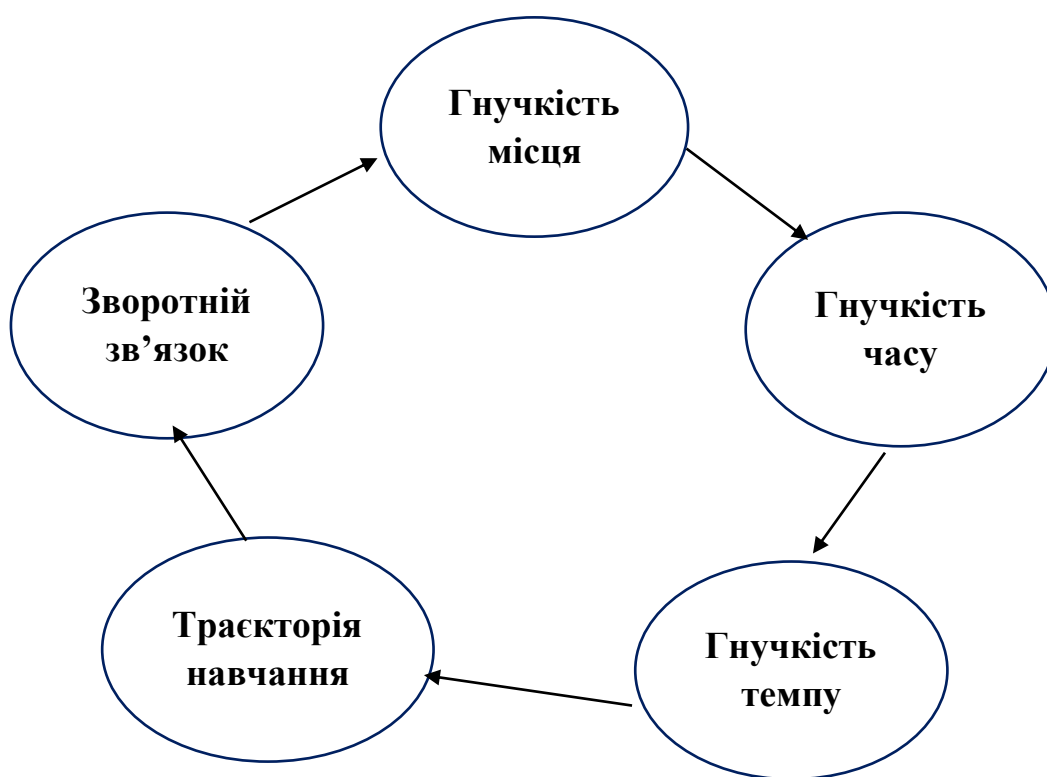 Гнучкість
місця
Гнучкість
часу
Гнучкість
темпу
Траєкторія
навчання
Зворотній
зв’язок